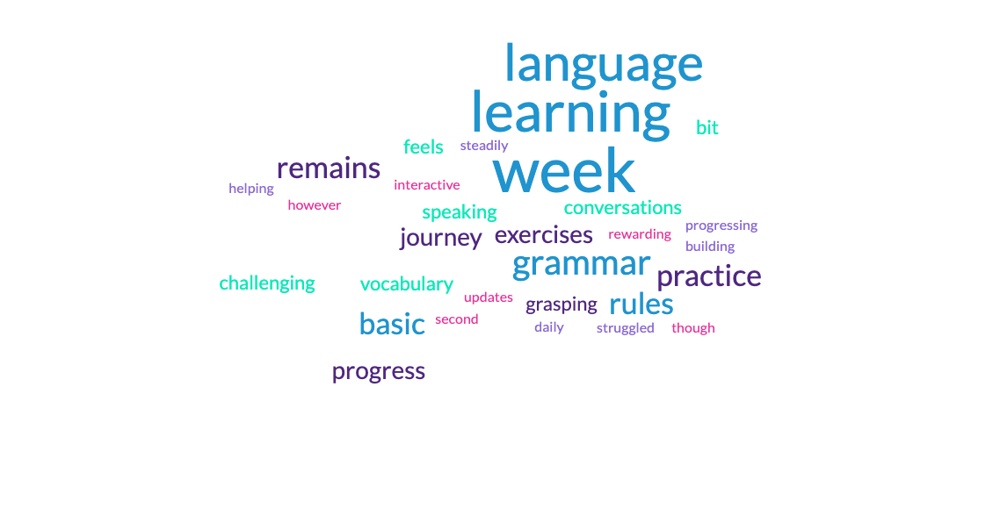 language
learning
bit
feels steadily
remains
week
helping
interactive
however
speaking
conversations
journey exercises rewarding
progressing
building
grammar
practice
challenging
vocabulary
updates
grasping rules
basic second
daily struggled though
progress